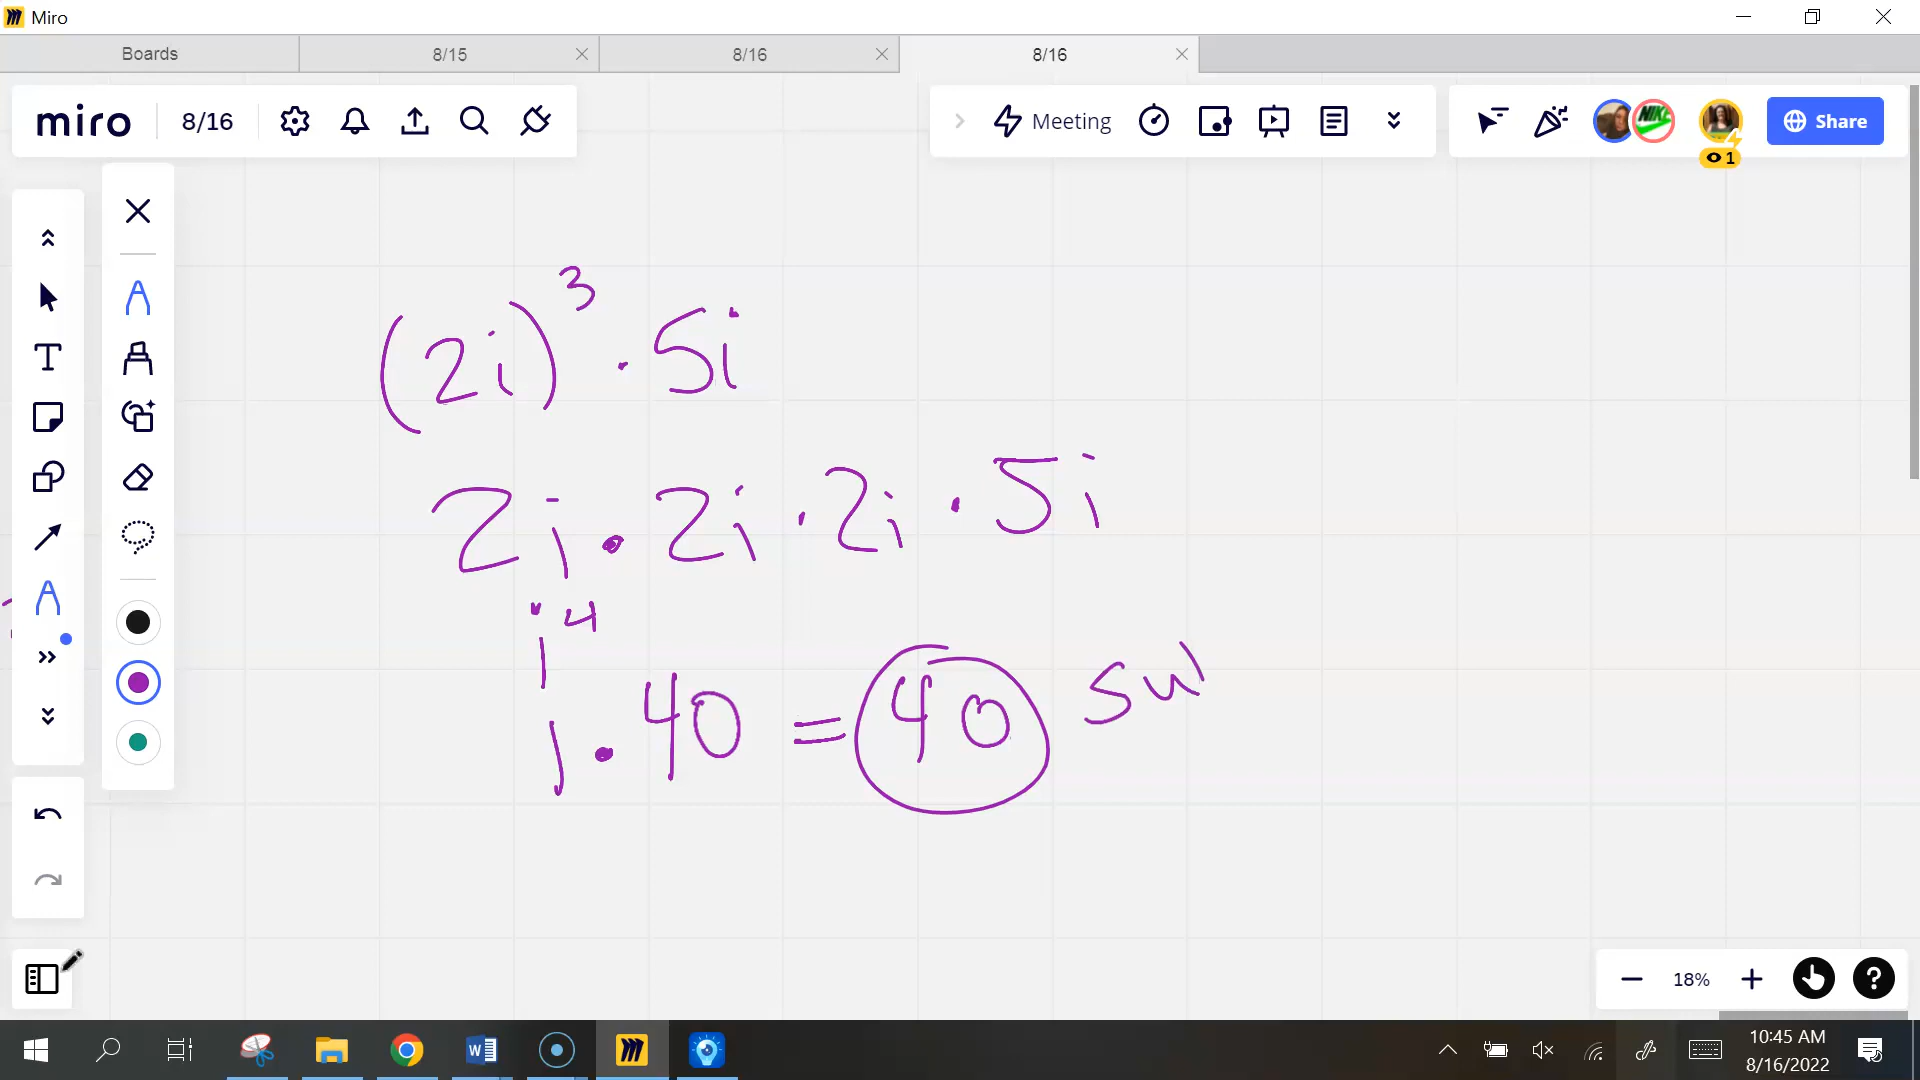 Miro
Boards 8/15 8/16 8/16
miro 8/16 Meeting NIKE Share
1
(2i)³ · 5i
2i · 2i · 2i · 5i
i⁴
1 · 40 = 40
18%
10:45 AM
8/16/2022